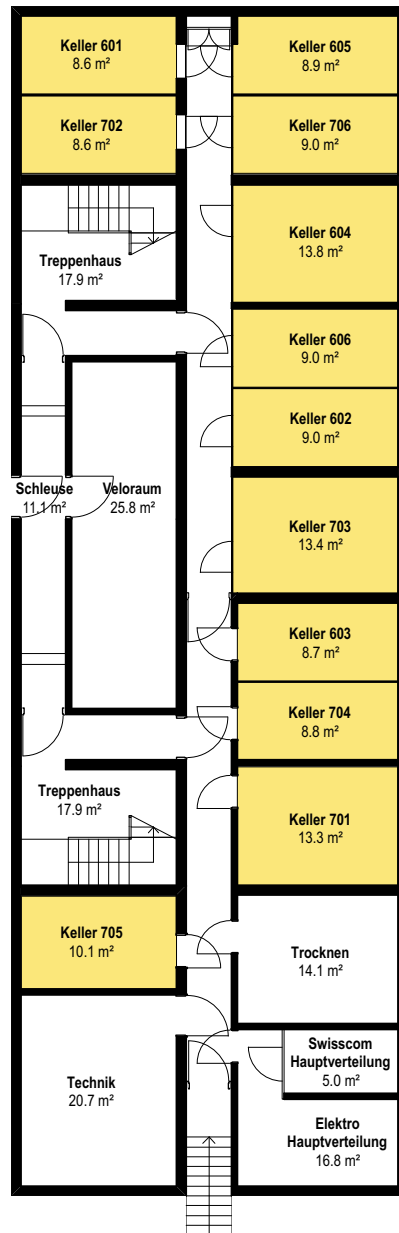 Keller 601
8.6 m²
Keller 605
8.9 m²
Keller 702
8.6 m²
Keller 706
9.0 m²
Keller 604
13.8 m²
Treppenhaus
17.9 m²
Keller 606
9.0 m²
Keller 602
9.0 m²
Schleuse
11.1 m²
Veloraum
25.8 m²
Keller 703
13.4 m²
Keller 603
8.7 m²
Keller 704
8.8 m²
Treppenhaus
17.9 m²
Keller 701
13.3 m²
Keller 705
10.1 m²
Trocknen
14.1 m²
Technik
20.7 m²
Swisscom
Hauptverteilung
5.0 m²
Elektro
Hauptverteilung
16.8 m²